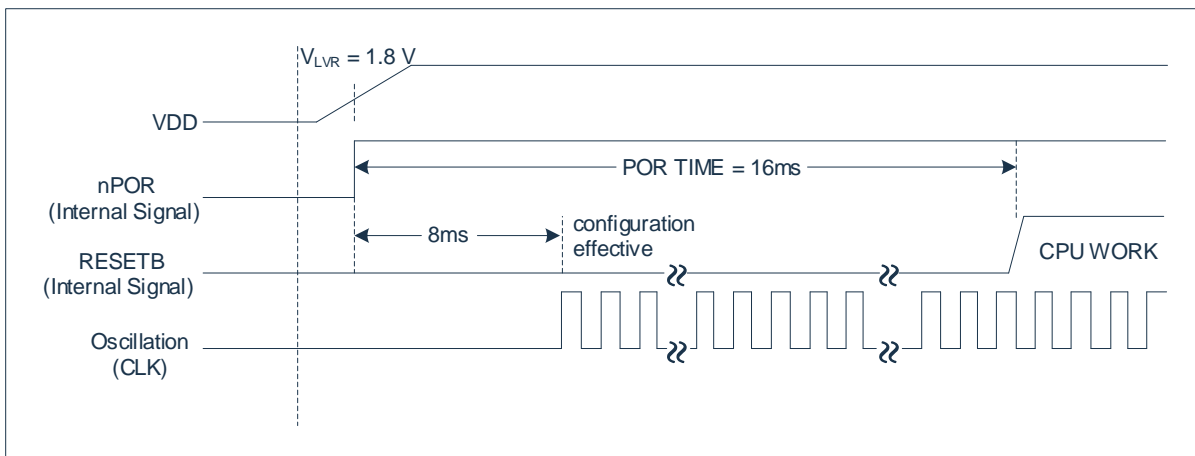 V_LVR = 1.8 V
VDD
POR TIME = 16ms
nPOR
(Internal Signal)
8ms
configuration
effective
RESETB
(Internal Signal)
CPU WORK
Oscillation
(CLK)